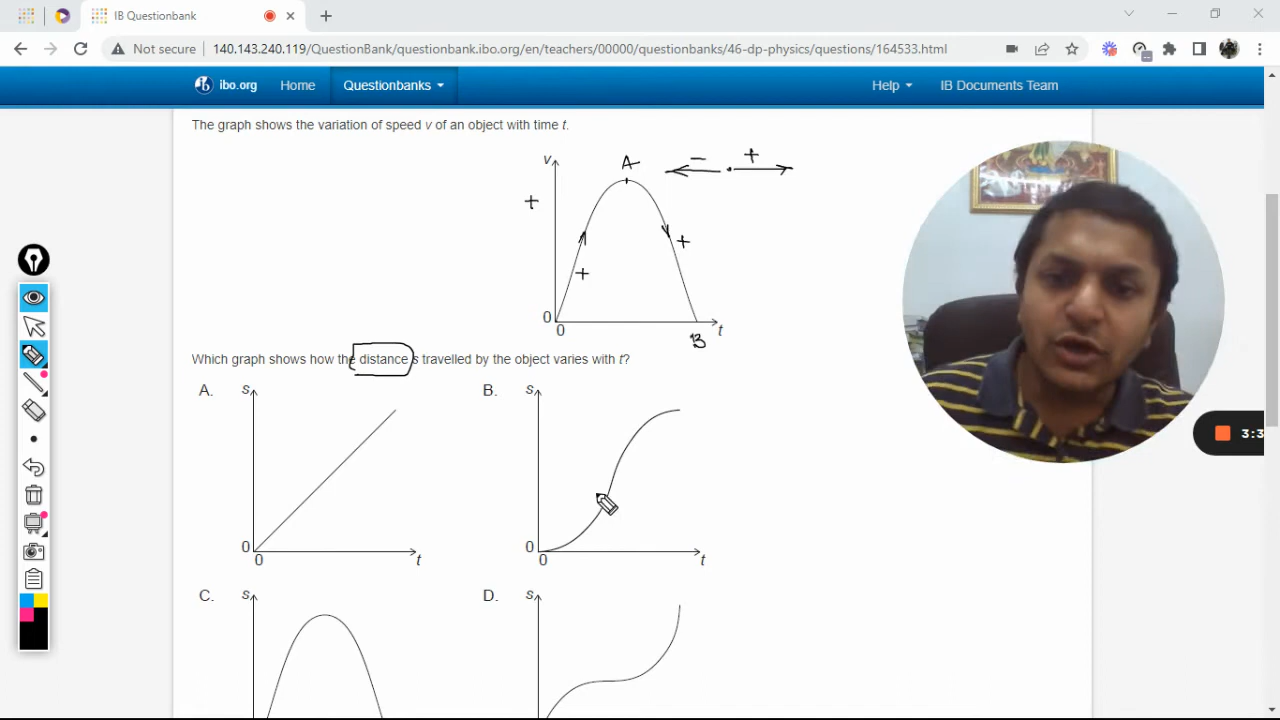 IB Questionbank
Not secure 140.143.240.119/QuestionBank/questionbank.ibo.org/en/teachers/00000/questionbanks/46-dp-physics/questions/164533.html
ibo.org Home Questionbanks Help IB Documents Team
The graph shows the variation of speed v of an object with time t.
v A − +
+
+
+
0
0 t
B
Which graph shows how the distance s travelled by the object varies with t?
A. s B. s
0 0
0 t 0 t
C. s D. s
3:3